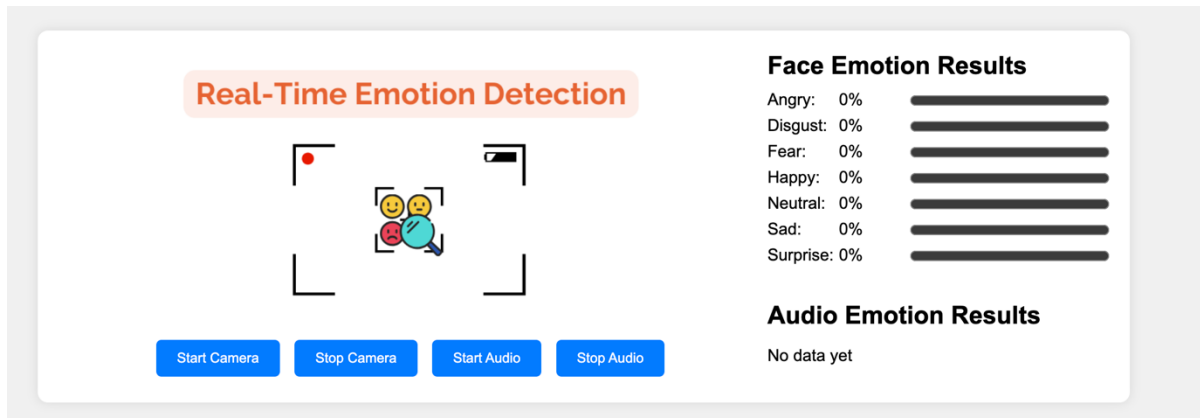 Real-Time Emotion Detection
Start Camera
Stop Camera
Start Audio
Stop Audio
Face Emotion Results
Angry: 0%
Disgust: 0%
Fear: 0%
Happy: 0%
Neutral: 0%
Sad: 0%
Surprise: 0%
Audio Emotion Results
No data yet